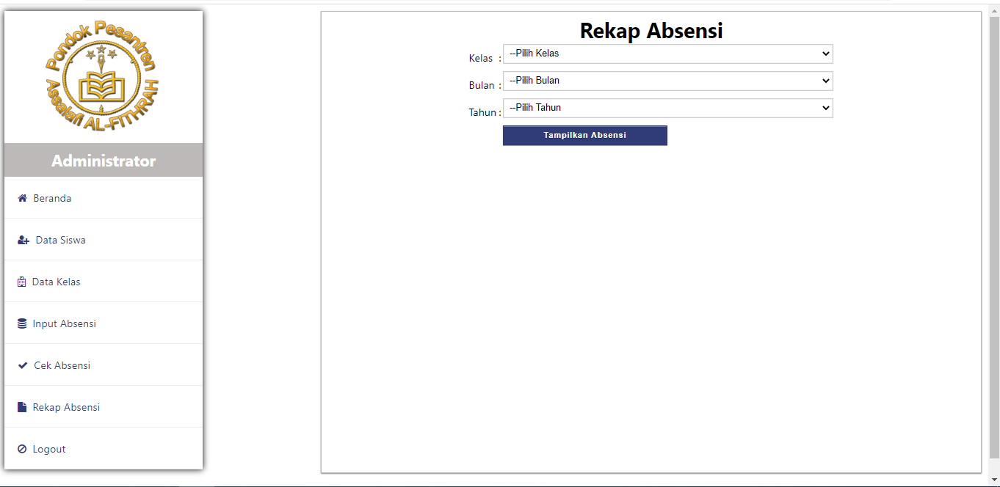 Pondok Pesantren
Assalafi AL-FITHRAH
Administrator
Beranda
Data Siswa
Data Kelas
Input Absensi
Cek Absensi
Rekap Absensi
Logout
Rekap Absensi
Kelas : --Pilih Kelas
Bulan : --Pilih Bulan
Tahun : --Pilih Tahun
Tampilkan Absensi